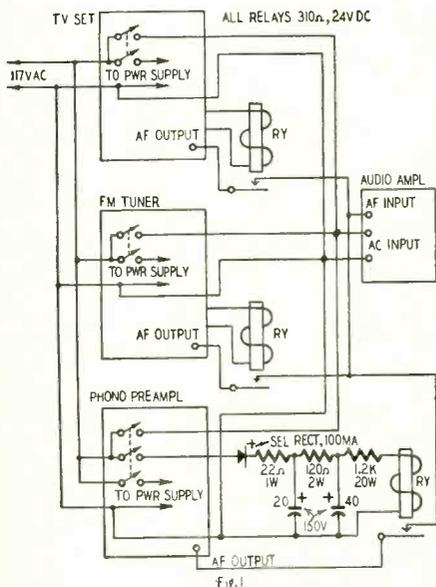 TV SET
ALL RELAYS 310Ω, 24V DC
117V AC
TO PWR SUPPLY
AF OUTPUT
RY
AUDIO AMPL
AF INPUT
AC INPUT
FM TUNER
TO PWR SUPPLY
AF OUTPUT
RY
PHONO PREAMPL
SEL RECT, 100MA
22Ω
1W
120Ω
2W
1.2K
20W
RY
TO PWR SUPPLY
20
+
+
40
150V
AF OUTPUT
Fig. 1